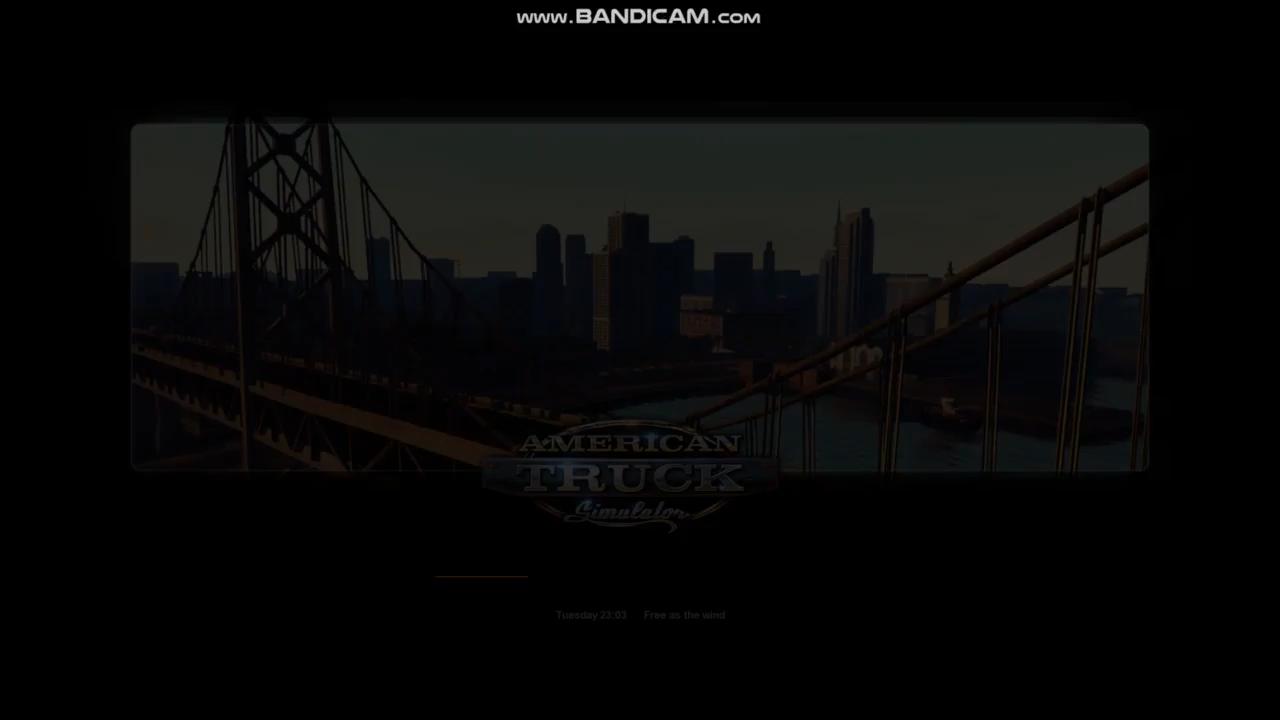 www.BANDICAM.com
AMERICAN
TRUCK
Simulator
Tuesday 23:03 Free as the wind